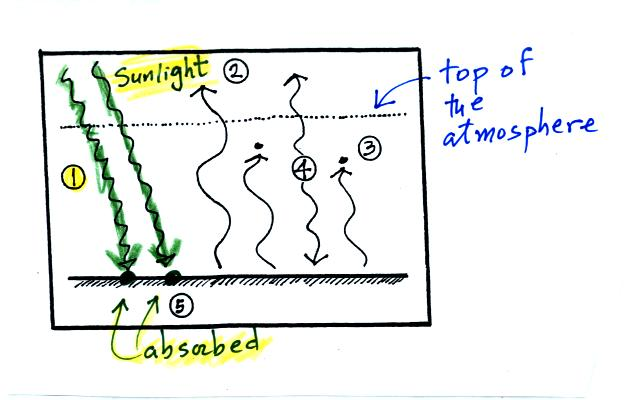 Sunlight
②
top of
the
atmosphere
①
④
③
⑤
absorbed